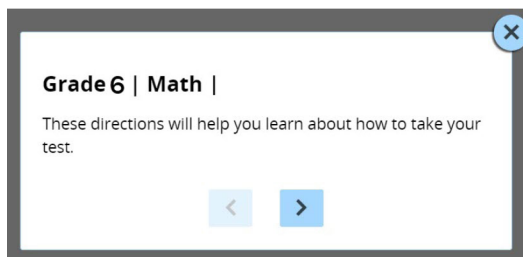 Grade 6 | Math |
These directions will help you learn about how to take your
test.